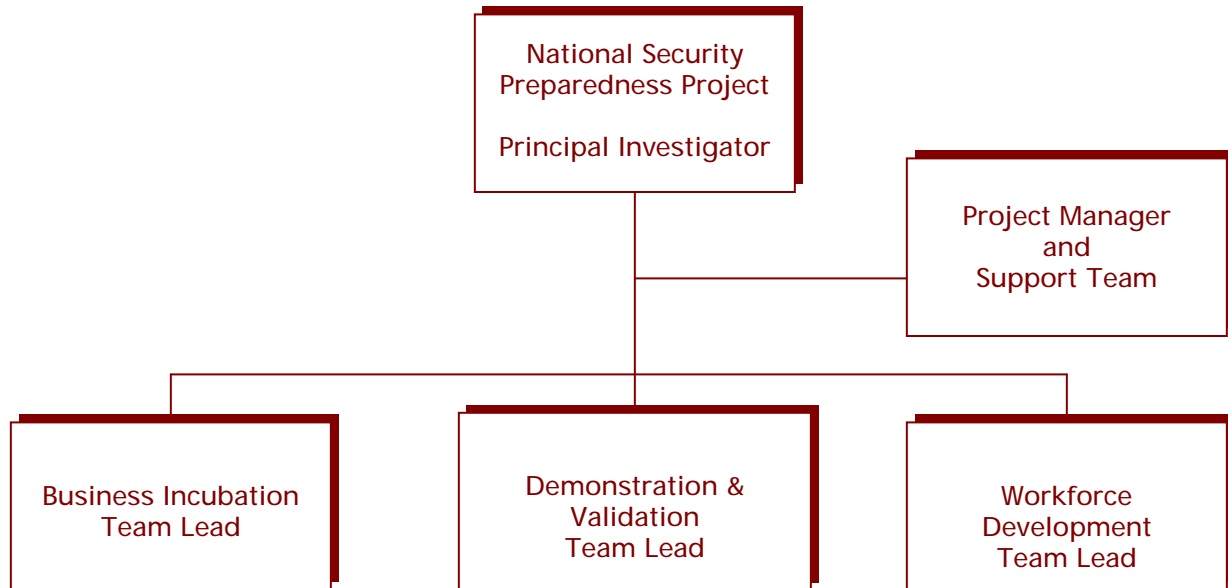 National Security
Preparedness Project
Principal Investigator
Project Manager
and
Support Team
Business Incubation
Team Lead
Demonstration &
Validation
Team Lead
Workforce
Development
Team Lead